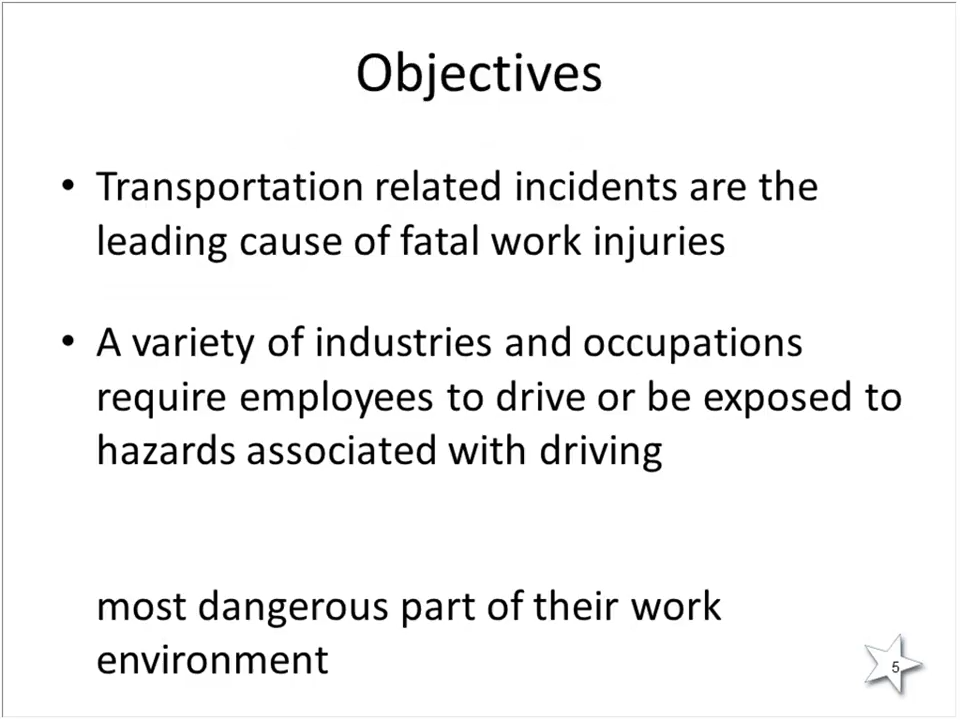 Objectives
• Transportation related incidents are the
leading cause of fatal work injuries
• A variety of industries and occupations
require employees to drive or be exposed to
hazards associated with driving
most dangerous part of their work
environment
5